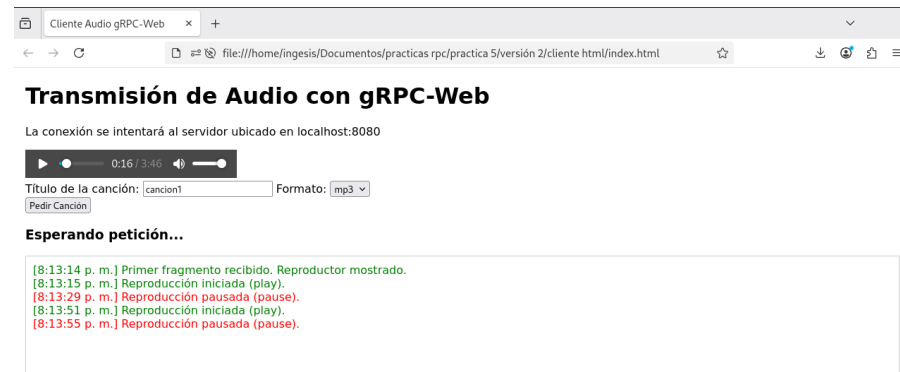 Cliente Audio gRPC-Web
file:///home/ingesis/Documentos/practicas rpc/practica 5/versión 2/cliente html/index.html
Transmisión de Audio con gRPC-Web
La conexión se intentará al servidor ubicado en localhost:8080
0:16 / 3:46
Título de la canción: cancion1 Formato: mp3
Pedir Canción
Esperando petición...
[8:13:14 p. m.] Primer fragmento recibido. Reproductor mostrado.
[8:13:15 p. m.] Reproducción iniciada (play).
[8:13:29 p. m.] Reproducción pausada (pause).
[8:13:51 p. m.] Reproducción iniciada (play).
[8:13:55 p. m.] Reproducción pausada (pause).